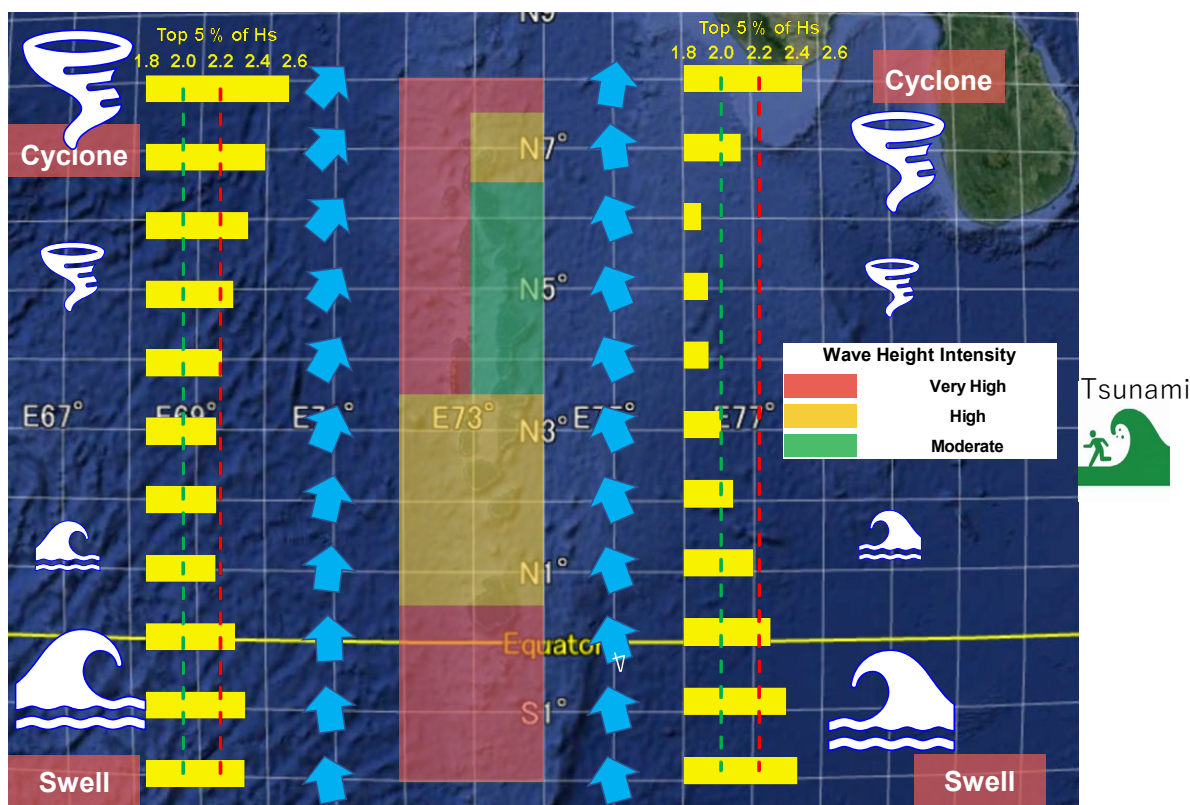 N9
Top 5 % of Hs
1.8 2.0 2.2 2.4 2.6
Top 5 % of Hs
1.8 2.0 2.2 2.4 2.6
Cyclone
Cyclone
N7°
N5°
Wave Height Intensity
Very High
High
Moderate
Tsunami
E67°
E69°
E73°
E77°
N3°
N1°
Equator
S1°
Swell
Swell